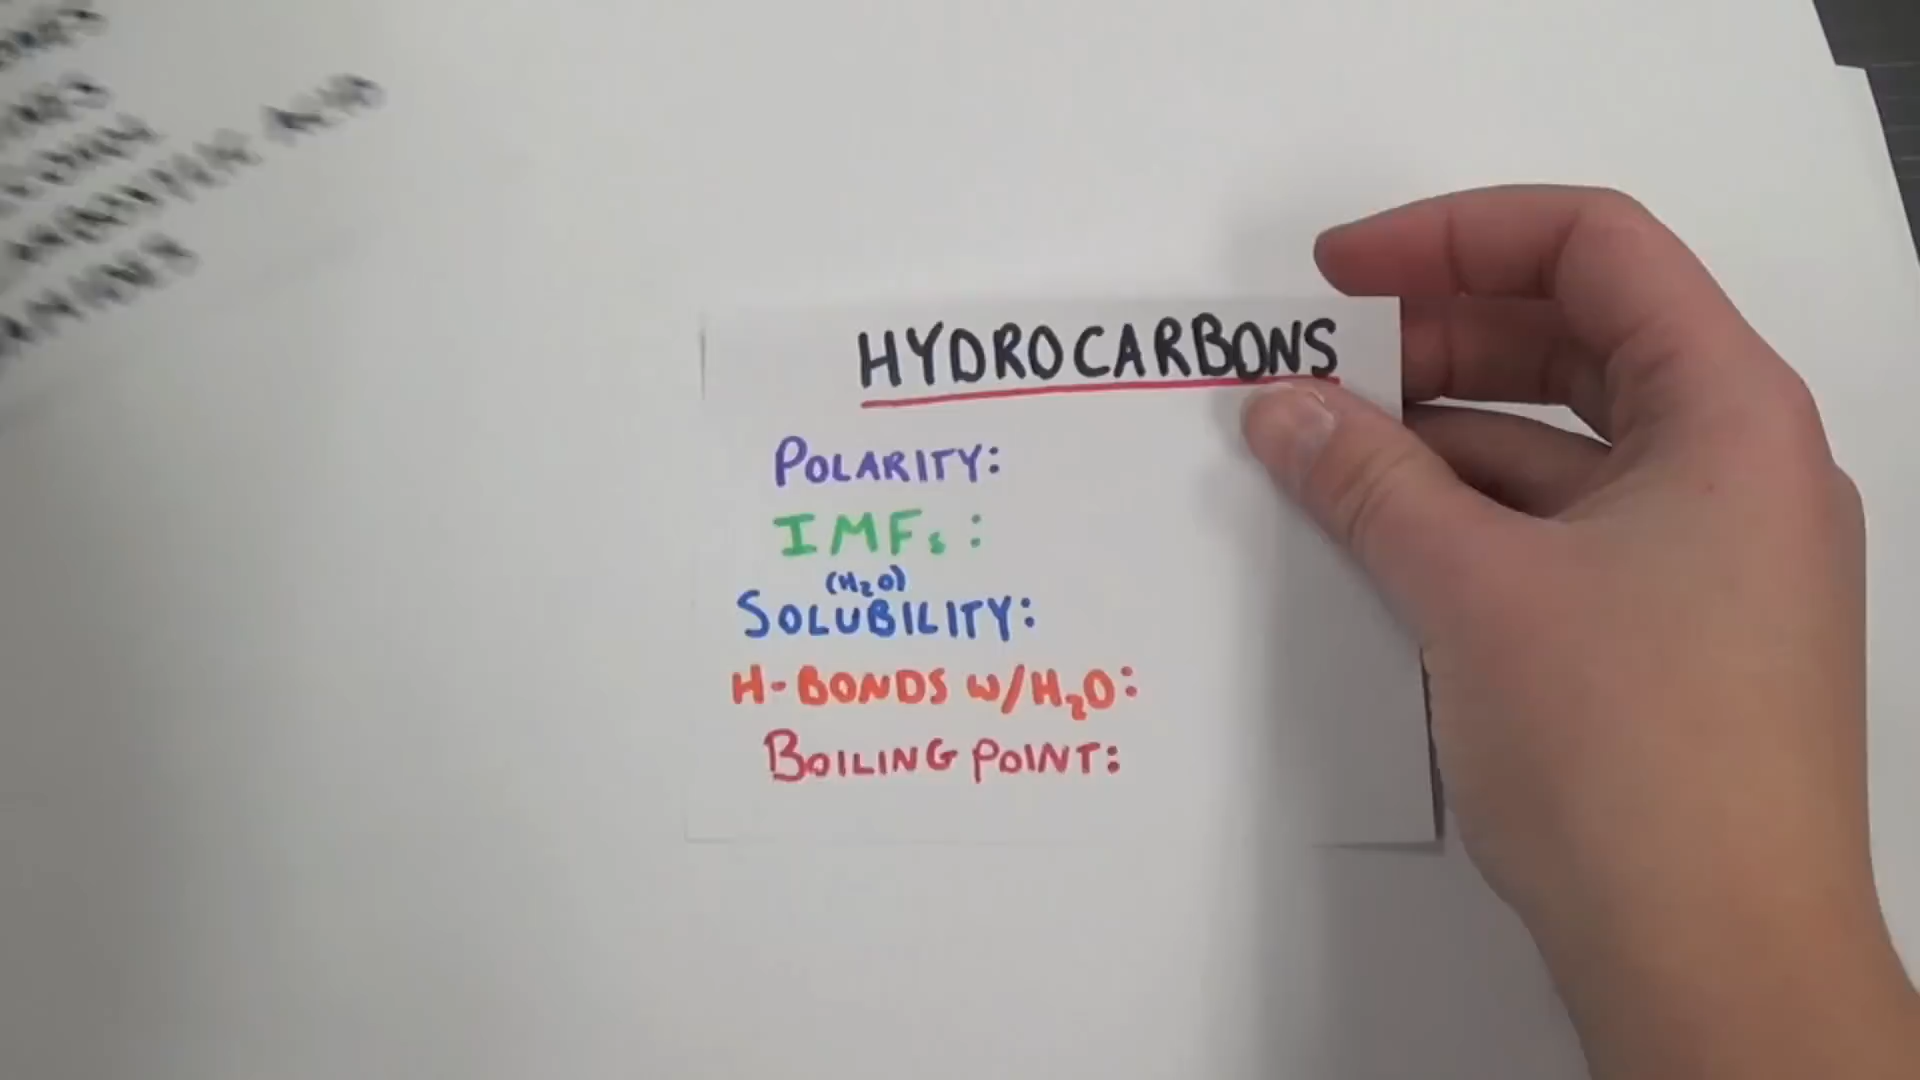 HYDROCARBONS
POLARITY:
IMFs:
(H₂O)
SOLUBILITY:
H-BONDS w/H₂O:
BOILING POINT: